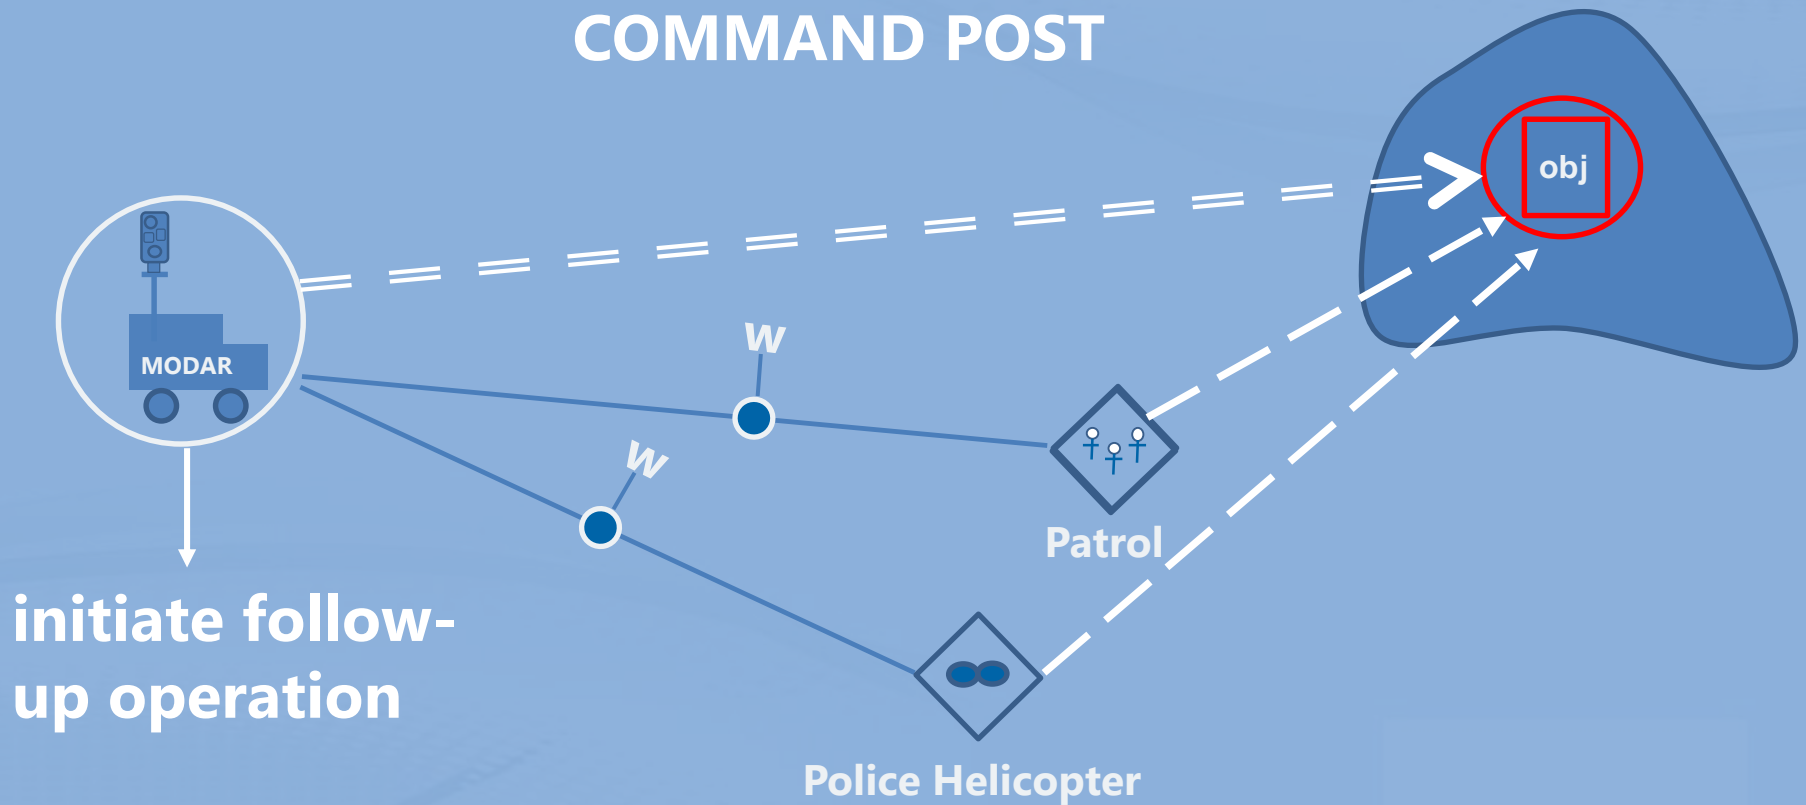 COMMAND POST
obj
MODAR
W
W
Patrol
initiate follow-
up operation
Police Helicopter